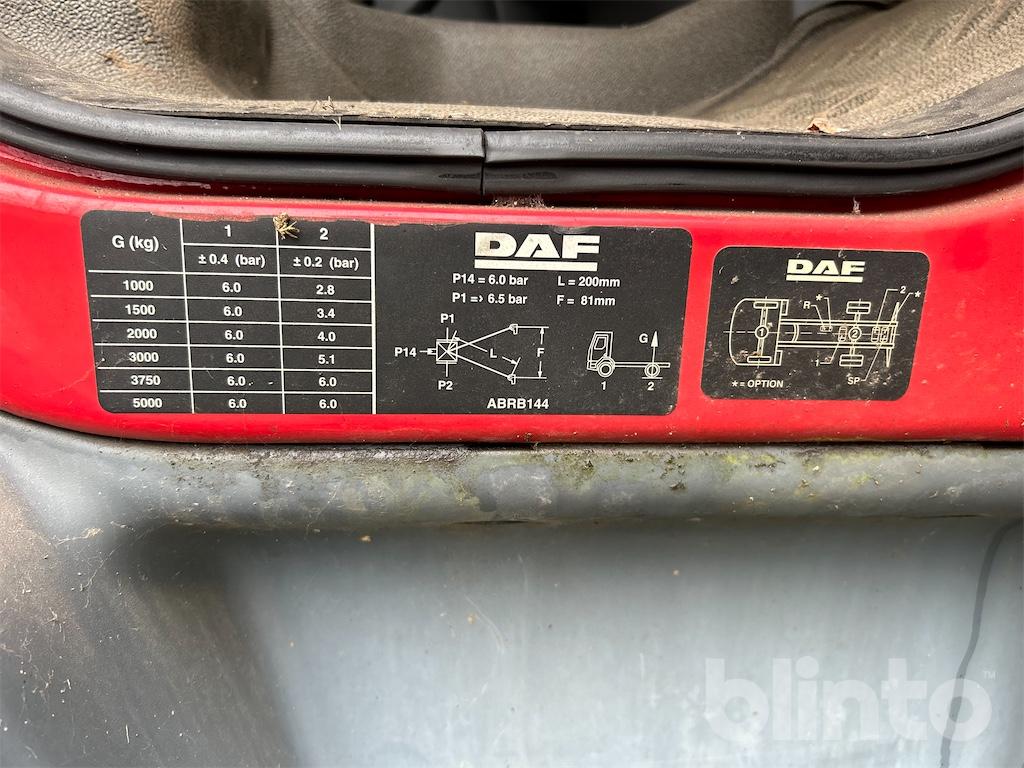 G (kg) 1 2
± 0.4 (bar) ± 0.2 (bar)
1000 6.0 2.8
1500 6.0 3.4
2000 6.0 4.0
3000 6.0 5.1
3750 6.0 6.0
5000 6.0 6.0
DAF
P14 = 6.0 bar L = 200mm
P1 => 6.5 bar F = 81mm
P1
P14
P2
L
F
G
1 2
ABRB144
DAF
R
*
2
*
1
2
1
SP
* = OPTION
blinto™